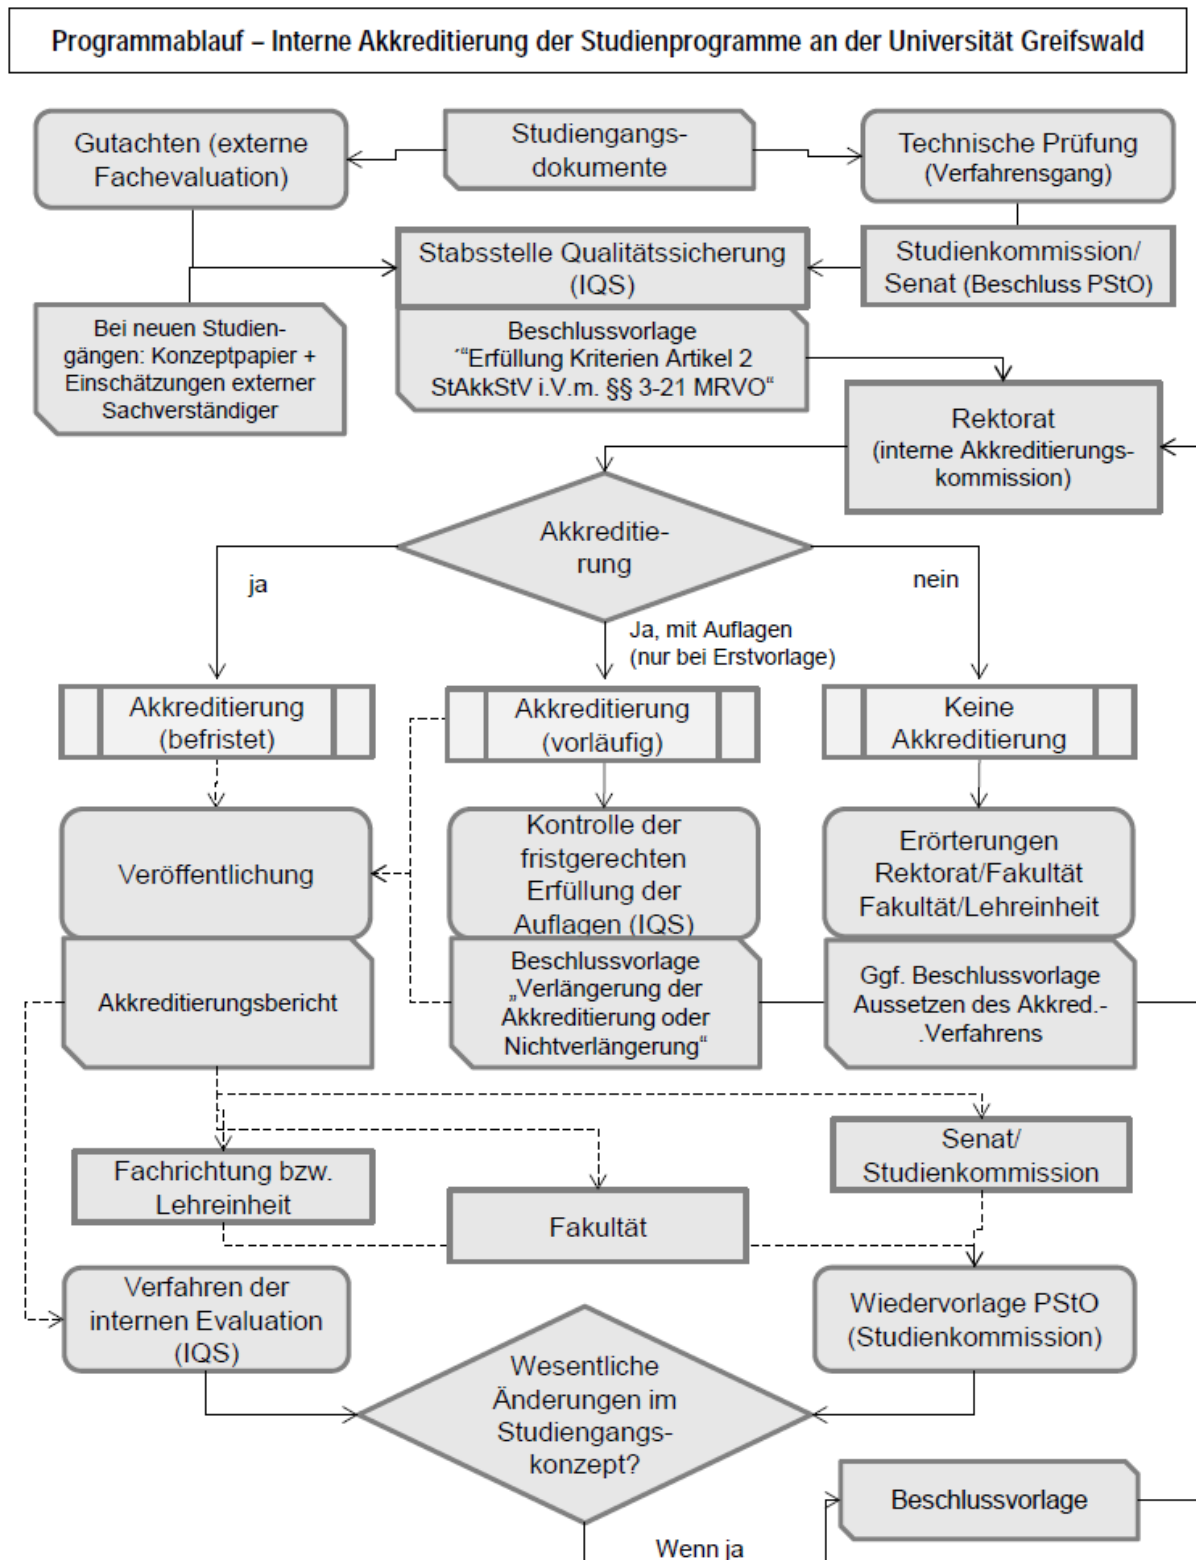 Programmablauf – Interne Akkreditierung der Studienprogramme an der Universität Greifswald
Gutachten (externe
Fachevaluation)
Studiengangs-
dokumente
Technische Prüfung
(Verfahrensgang)
Stabsstelle Qualitätssicherung
(IQS)
Studienkommission/
Senat (Beschluss PStO)
Bei neuen Studien-
gängen: Konzeptpapier +
Einschätzungen externer
Sachverständiger
Beschlussvorlage
´“Erfüllung Kriterien Artikel 2
StAkkStV i.V.m. §§ 3-21 MRVO“
Rektorat
(interne Akkreditierungs-
kommission)
Akkreditie-
rung
ja
nein
Ja, mit Auflagen
(nur bei Erstvorlage)
Akkreditierung
(befristet)
Akkreditierung
(vorläufig)
Keine
Akkreditierung
Veröffentlichung
Kontrolle der
fristgerechten
Erfüllung der
Auflagen (IQS)
Erörterungen
Rektorat/Fakultät
Fakultät/Lehreinheit
Akkreditierungsbericht
Beschlussvorlage
„Verlängerung der
Akkreditierung oder
Nichtverlängerung“
Ggf. Beschlussvorlage
Aussetzen des Akkred.-
.Verfahrens
Fachrichtung bzw.
Lehreinheit
Fakultät
Senat/
Studienkommission
Verfahren der
internen Evaluation
(IQS)
Wiedervorlage PStO
(Studienkommission)
Wesentliche
Änderungen im
Studiengangs-
konzept?
Beschlussvorlage
Wenn ja